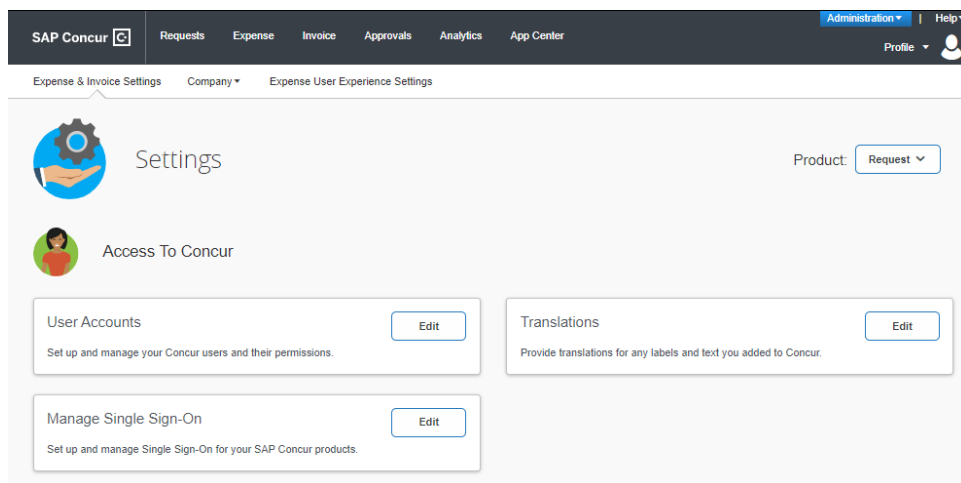 Administration | Help
SAP Concur C Requests Expense Invoice Approvals Analytics App Center
Profile
Expense & Invoice Settings Company Expense User Experience Settings
Settings
Product: Request
Access To Concur
User Accounts Edit
Set up and manage your Concur users and their permissions.
Translations Edit
Provide translations for any labels and text you added to Concur.
Manage Single Sign-On Edit
Set up and manage Single Sign-On for your SAP Concur products.